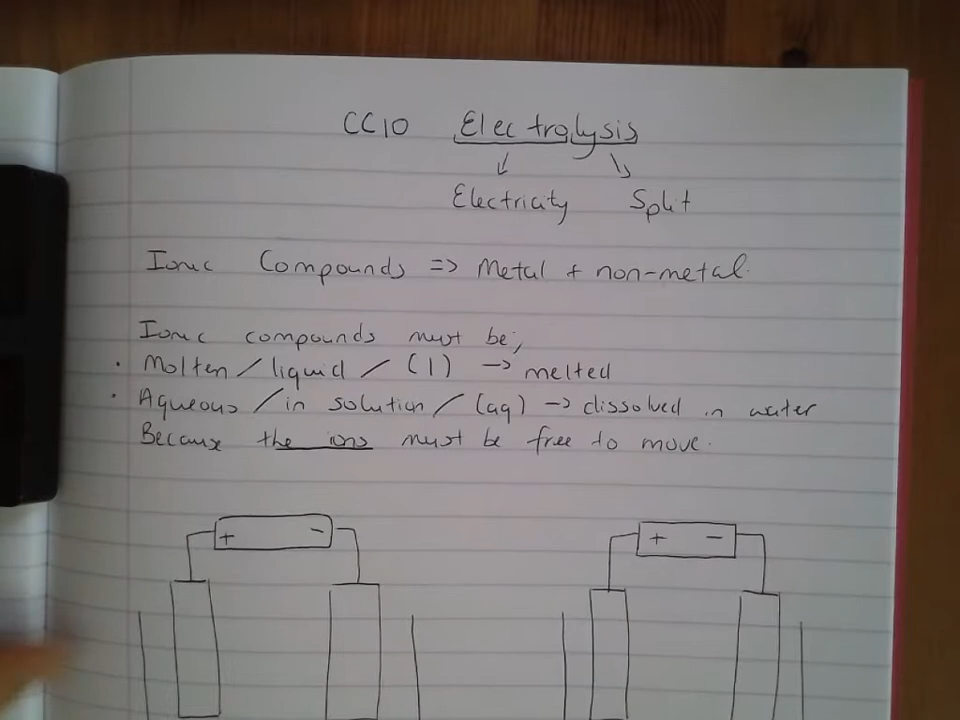 CC10 Electrolysis
Electricity Split
Ionic Compounds => Metal + non-metal.
Ionic compounds must be;
· Molten / liquid / (l) → melted
· Aqueous / in solution / (aq) → dissolved in water
Because the ions must be free to move.
+ - + -